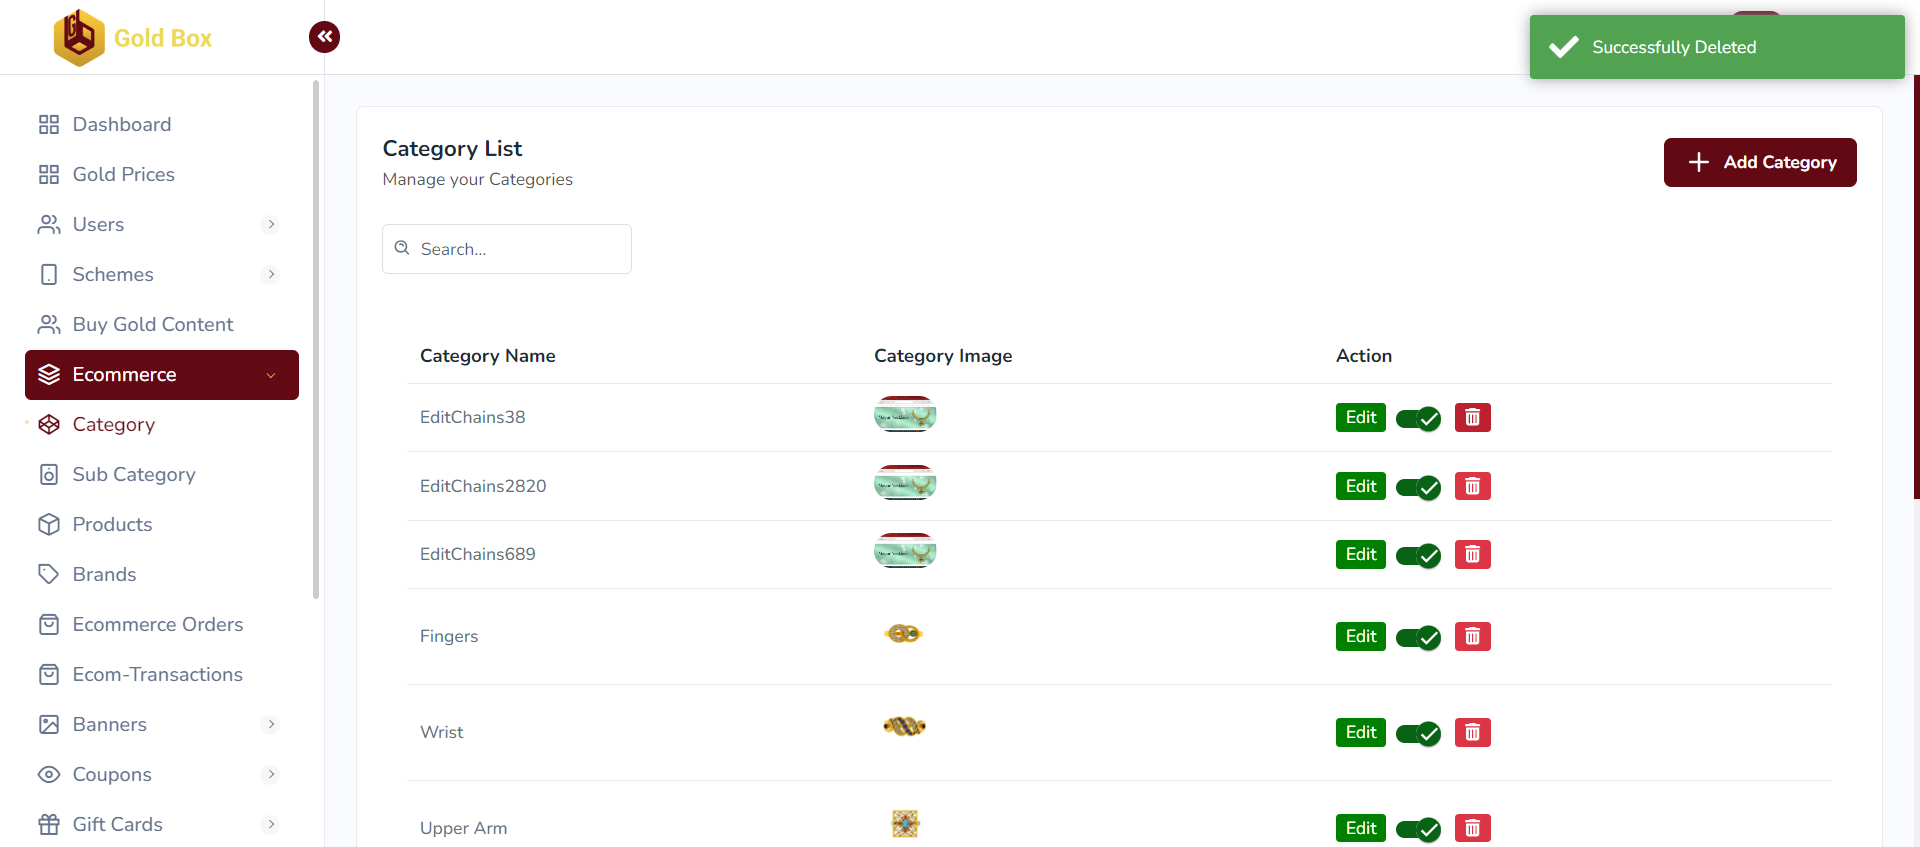 Gold Box
Successfully Deleted
Dashboard
Gold Prices
Users
Schemes
Buy Gold Content
Ecommerce
Category
Sub Category
Products
Brands
Ecommerce Orders
Ecom-Transactions
Banners
Coupons
Gift Cards
Category List
Manage your Categories
Add Category
Search...
Category Name Category Image Action
EditChains38 Edit
EditChains2820 Edit
EditChains689 Edit
Fingers Edit
Wrist Edit
Upper Arm Edit